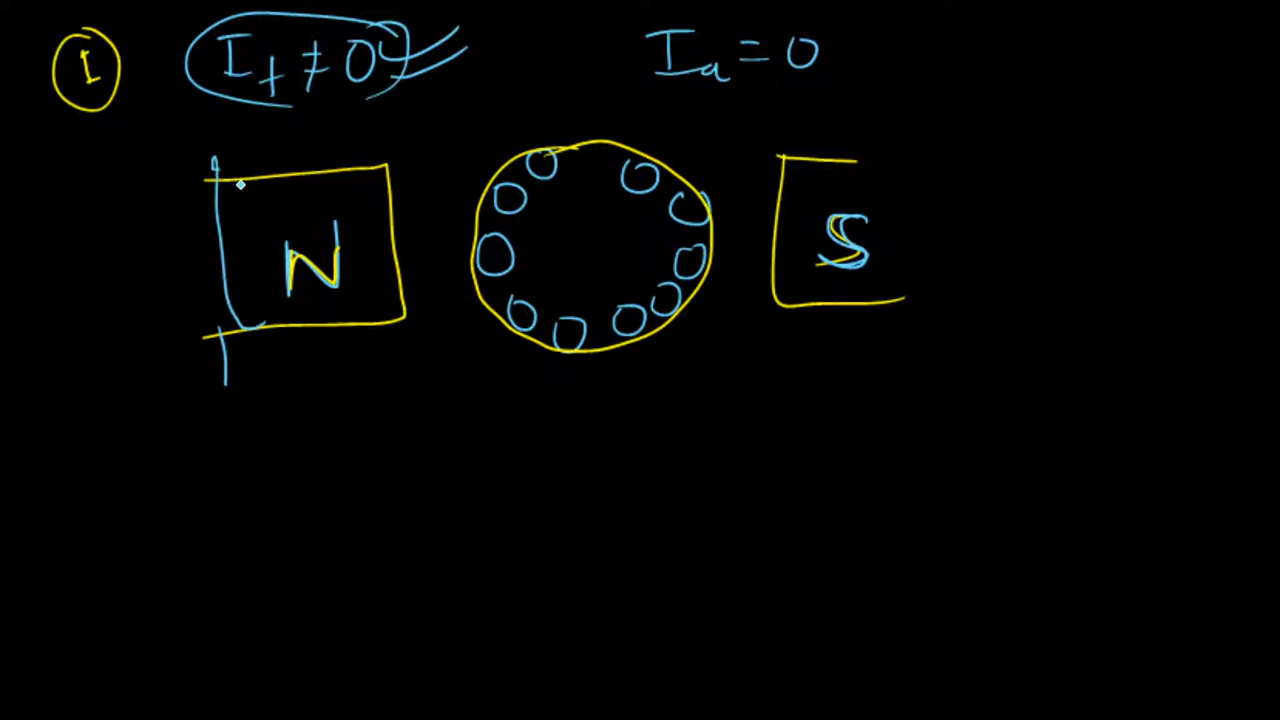 I I_f ≠ 0 I_a = 0
N S